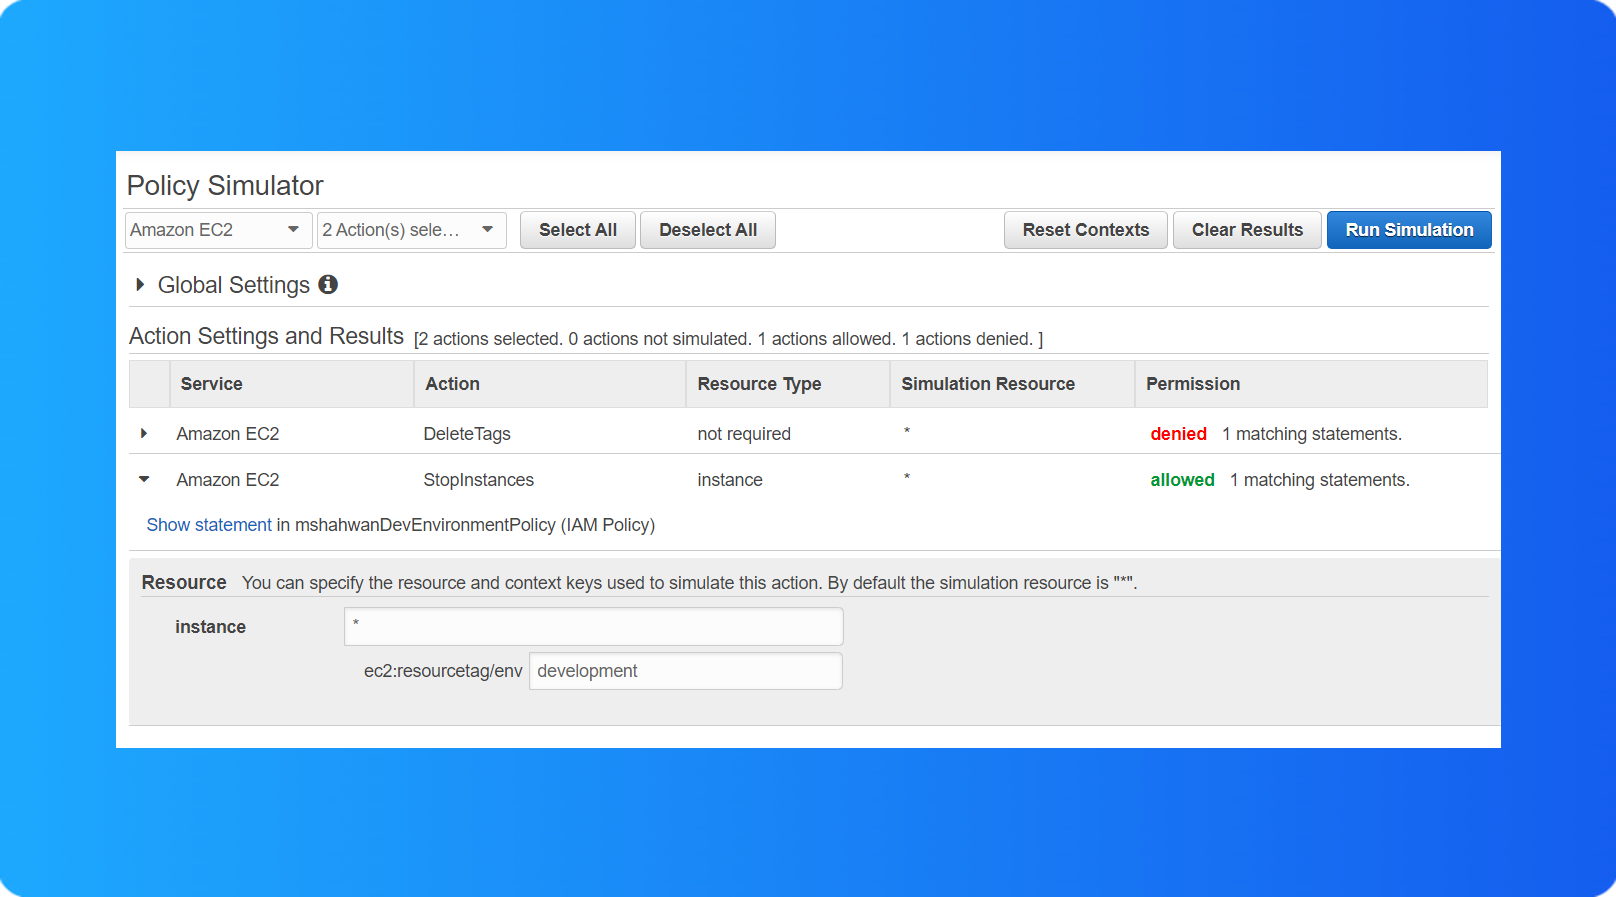 Policy Simulator
Amazon EC2 2 Action(s) sele... Select All Deselect All Reset Contexts Clear Results Run Simulation
Global Settings
Action Settings and Results [2 actions selected. 0 actions not simulated. 1 actions allowed. 1 actions denied. ]
Service Action Resource Type Simulation Resource Permission
Amazon EC2 DeleteTags not required * denied 1 matching statements.
Amazon EC2 StopInstances instance * allowed 1 matching statements.
Show statement in mshahwanDevEnvironmentPolicy (IAM Policy)
Resource You can specify the resource and context keys used to simulate this action. By default the simulation resource is "*".
instance *
ec2:resourcetag/env development